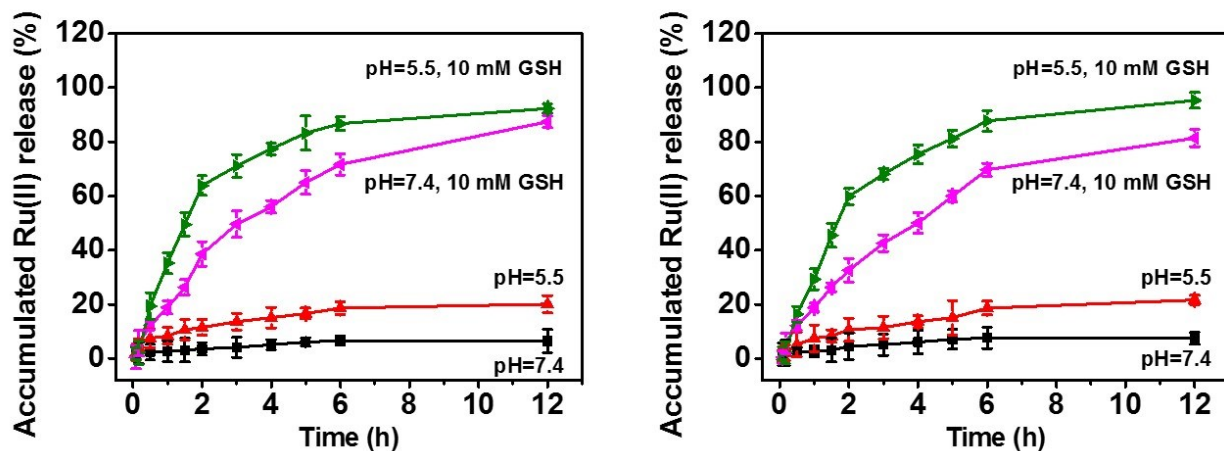 Accumulated Ru(II) release (%)
120
100
80
60
40
20
0
pH=5.5, 10 mM GSH
pH=7.4, 10 mM GSH
pH=5.5
pH=7.4
0 2 4 6 8 10 12
Time (h)
Accumulated Ru(II) release (%)
120
100
80
60
40
20
0
pH=5.5, 10 mM GSH
pH=7.4, 10 mM GSH
pH=5.5
pH=7.4
0 2 4 6 8 10 12
Time (h)